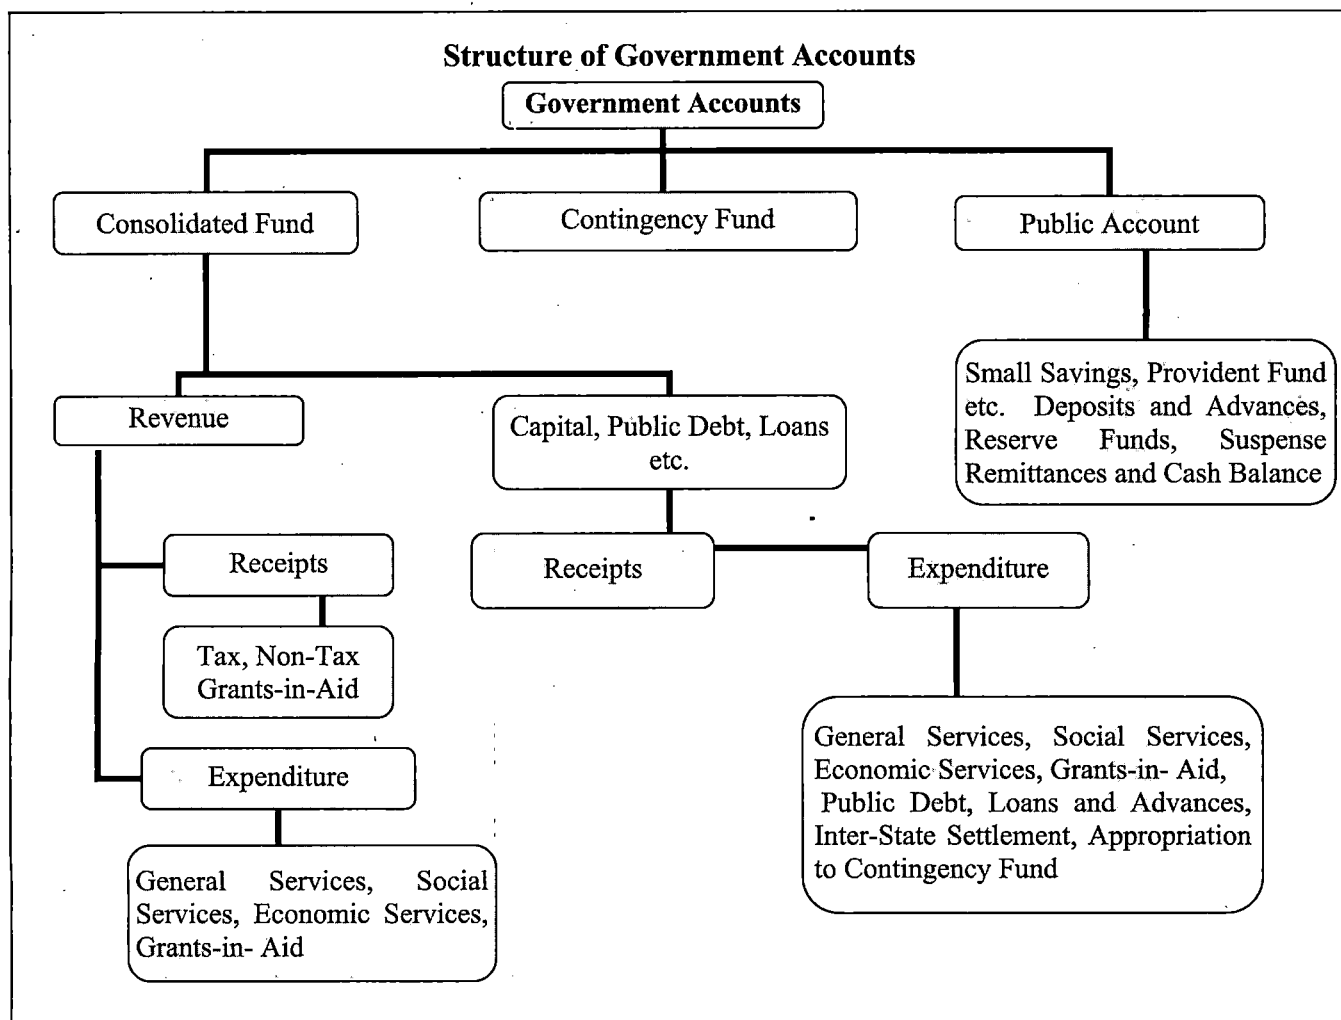 Structure of Government Accounts
Government Accounts
Consolidated Fund
Contingency Fund
Public Account
Small Savings, Provident Fund
etc. Deposits and Advances,
Reserve Funds, Suspense
Remittances and Cash Balance
Revenue
Capital, Public Debt, Loans
etc.
Receipts
Tax, Non-Tax
Grants-in-Aid
Expenditure
General Services, Social
Services, Economic Services,
Grants-in- Aid
Receipts
Expenditure
General Services, Social Services,
Economic Services, Grants-in- Aid,
Public Debt, Loans and Advances,
Inter-State Settlement, Appropriation
to Contingency Fund